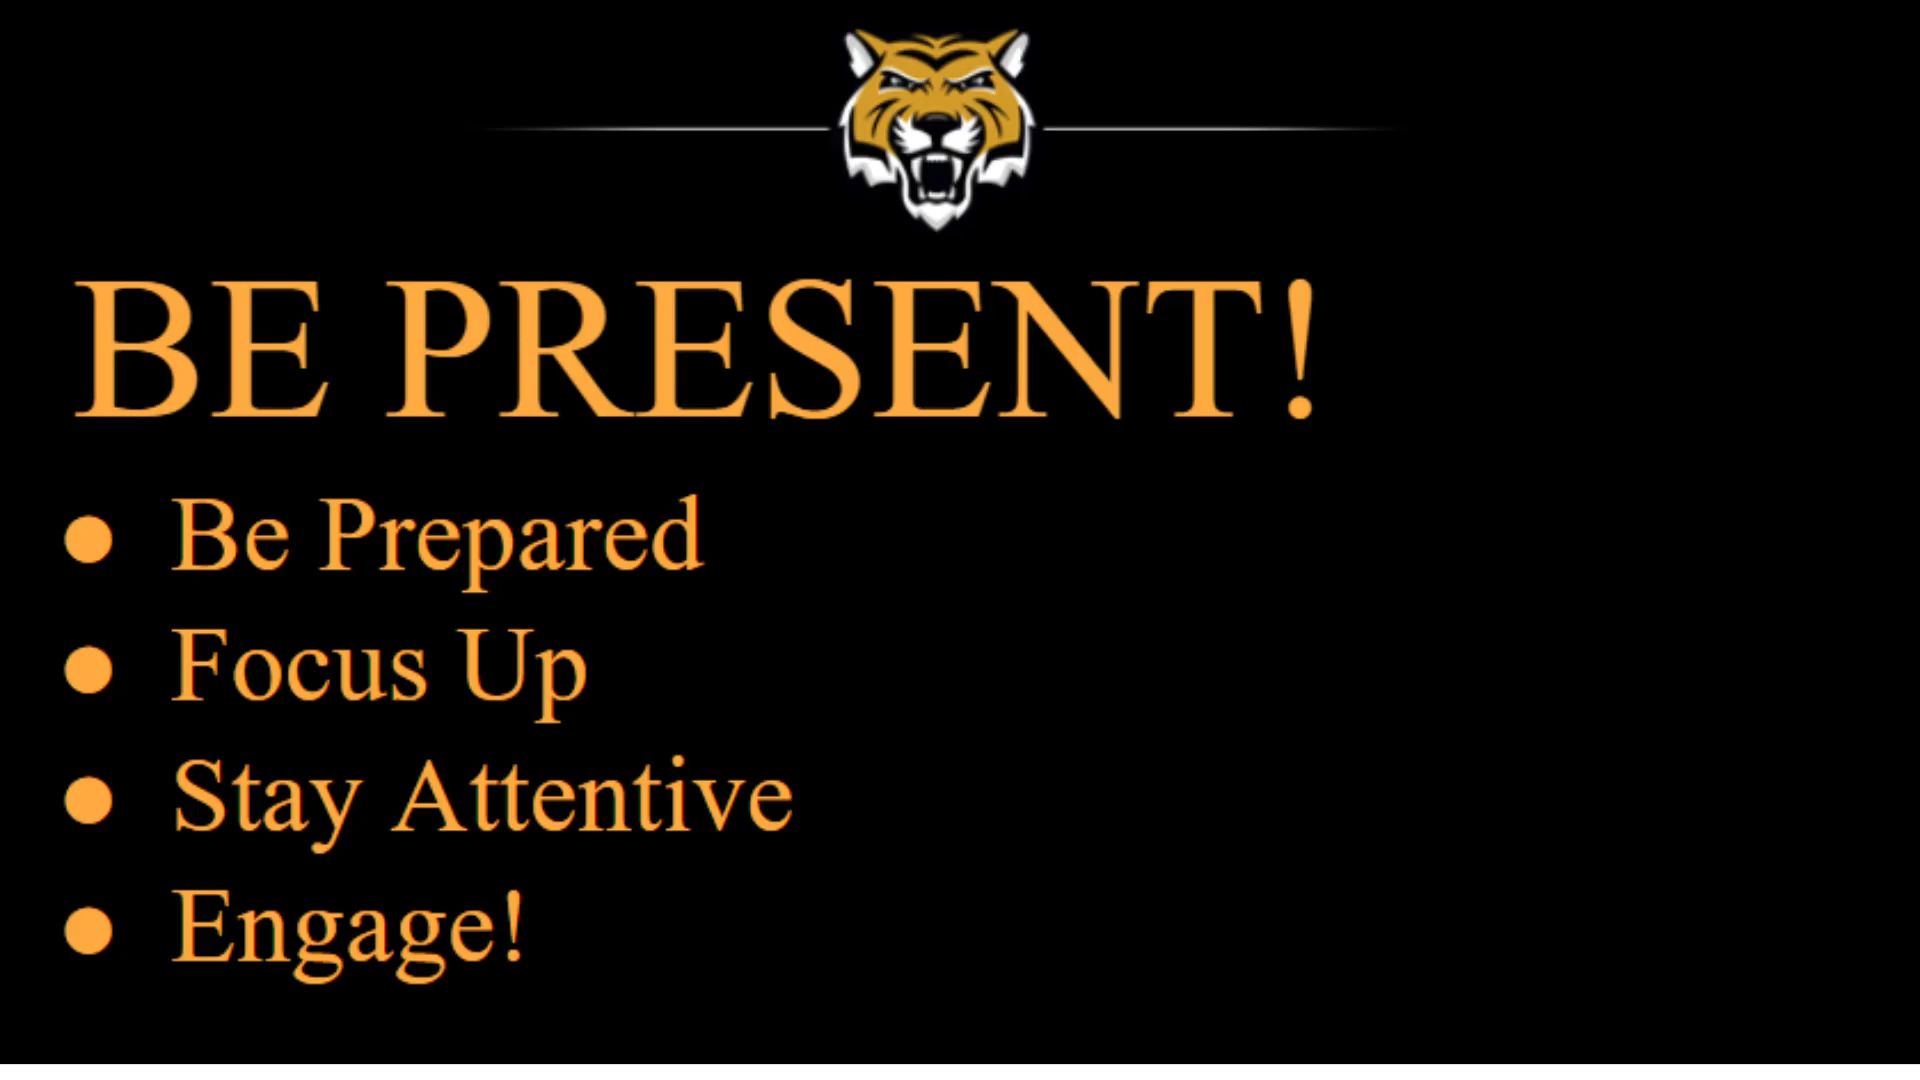 BE PRESENT!
● Be Prepared
● Focus Up
● Stay Attentive
● Engage!